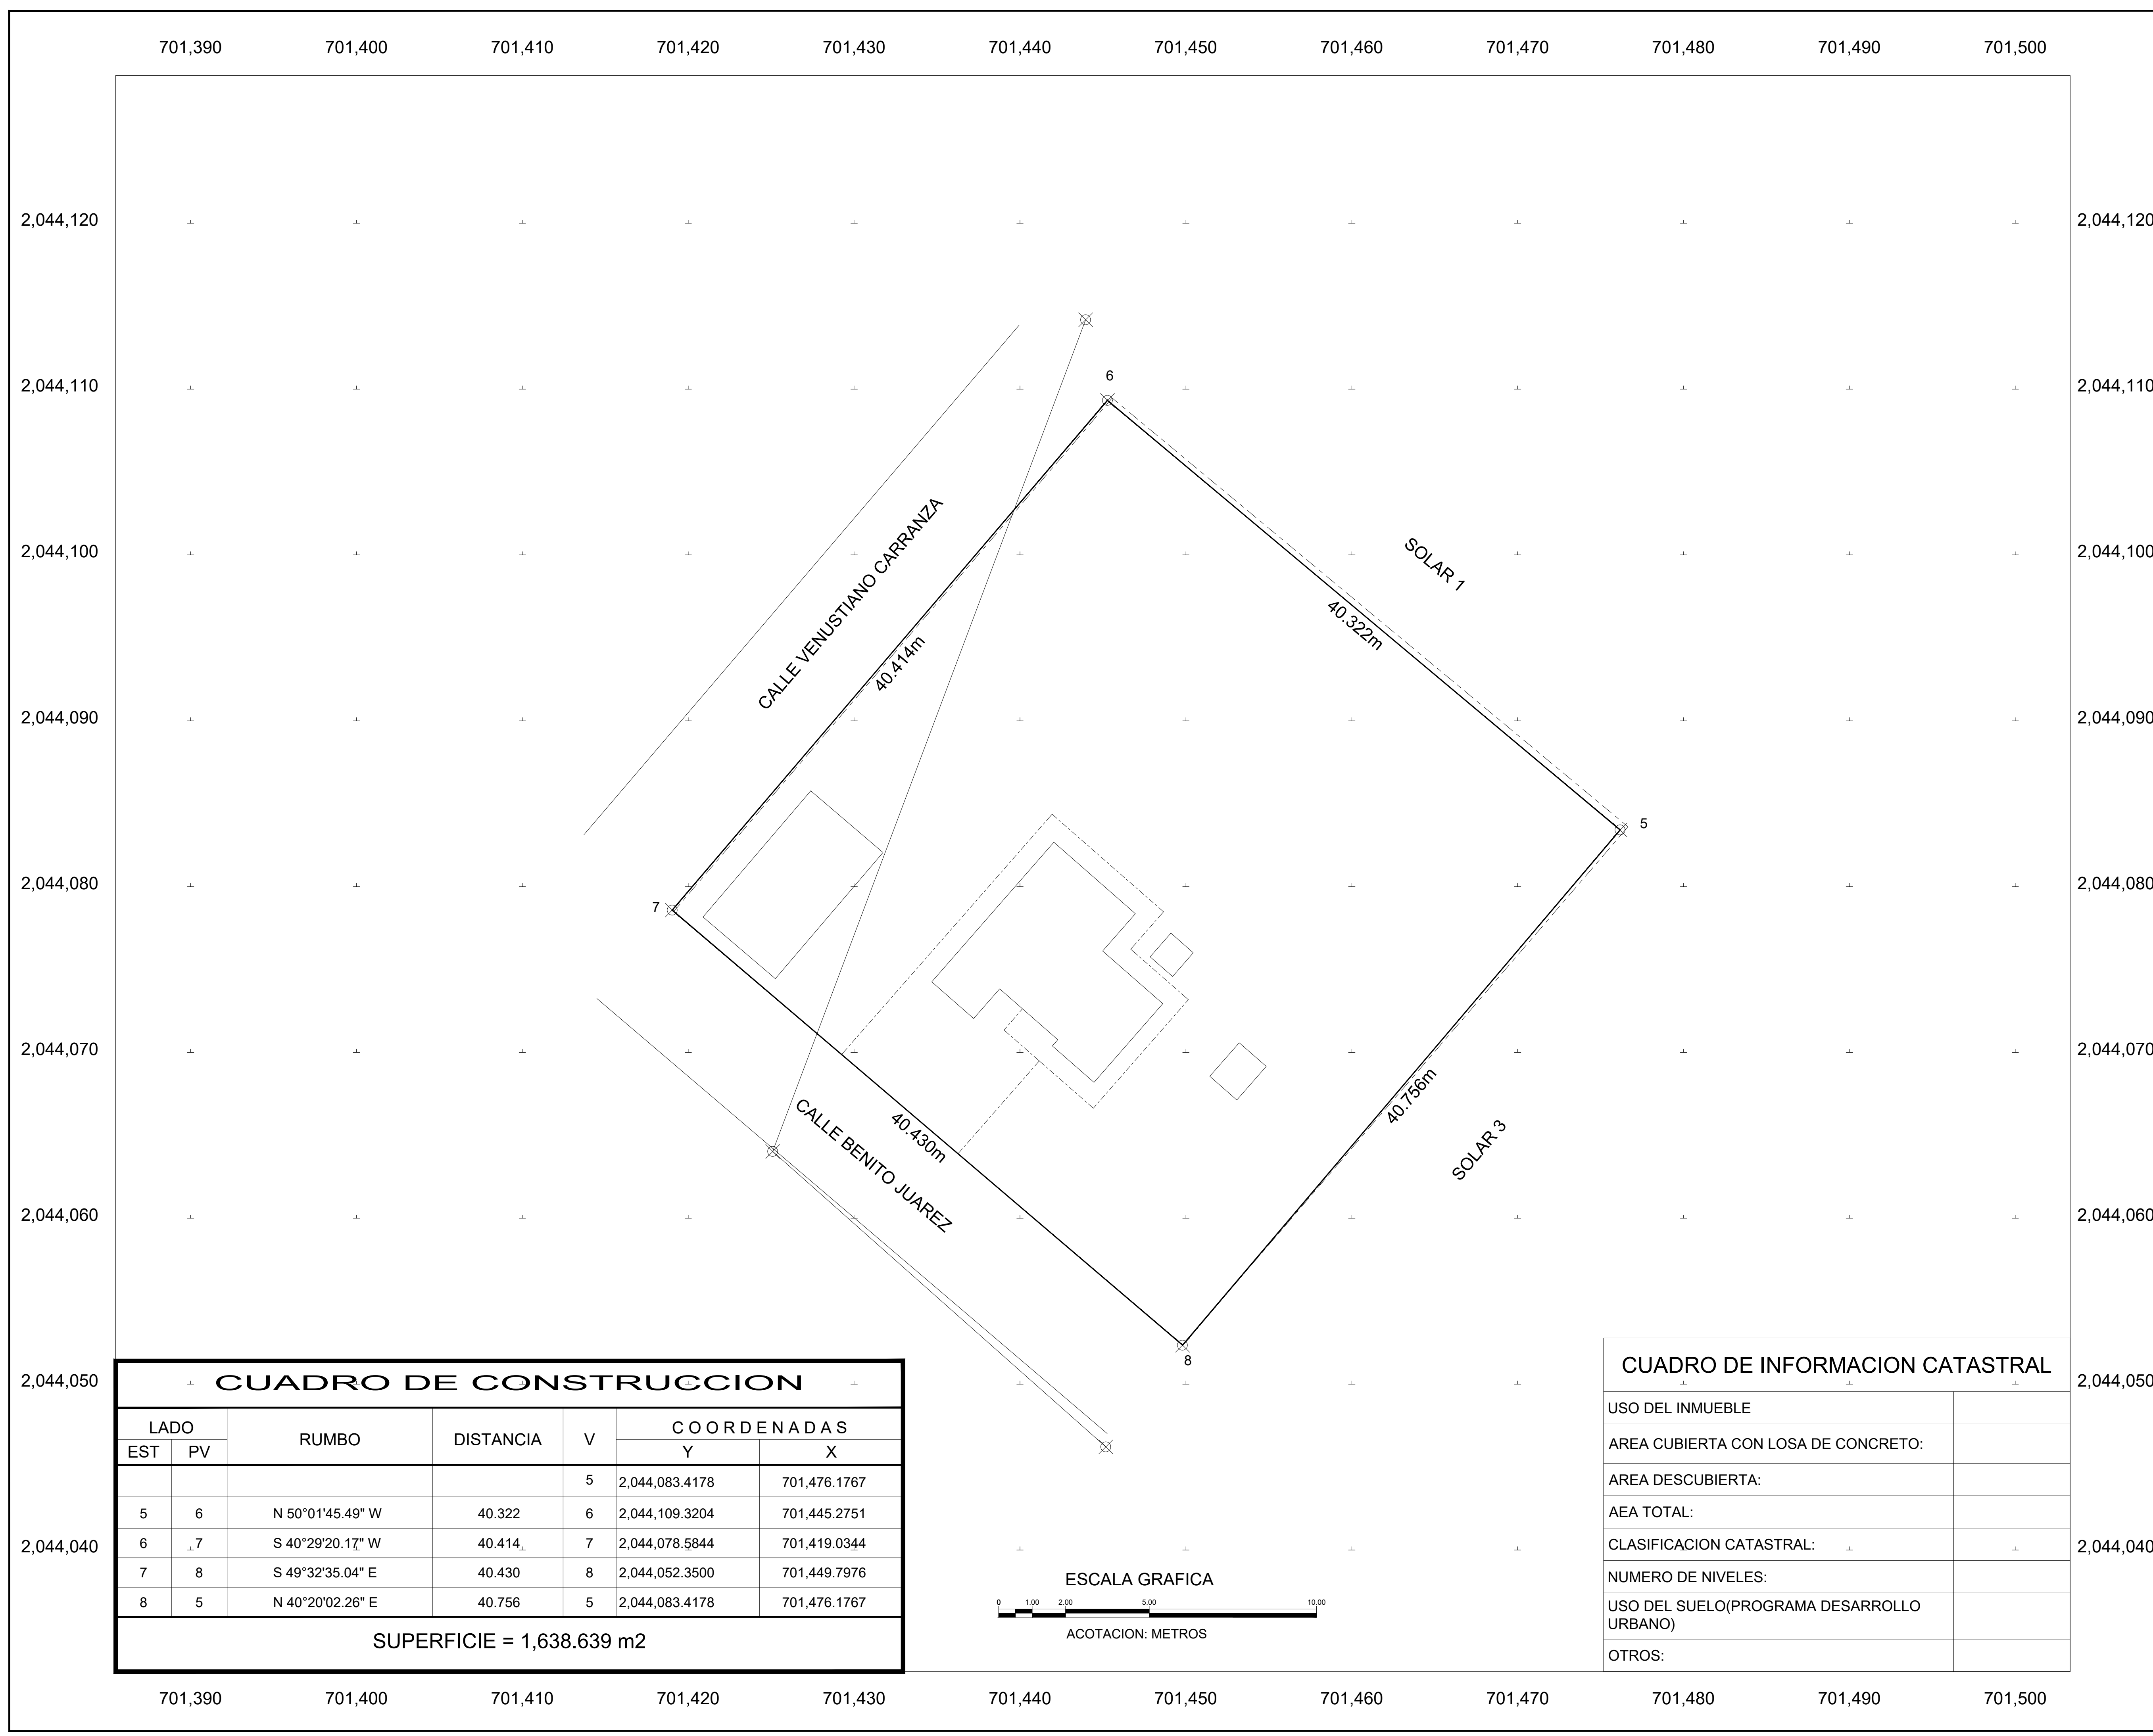 701,390 701,400 701,410 701,420 701,430 701,440 701,450 701,460 701,470 701,480 701,490 701,500
2,044,120 2,044,120
2,044,110 2,044,110
6
2,044,100 2,044,100
CALLE VENUSTIANO CARRANZA
SOLAR 1
40.322m
40.414m
2,044,090 2,044,090
5
2,044,080 2,044,080
7
2,044,070 2,044,070
40.756m
40.430m
CALLE BENITO JUAREZ
SOLAR 3
2,044,060 2,044,060
8
2,044,050 2,044,050
2,044,040 2,044,040
CUADRO DE CONSTRUCCION
LADO RUMBO DISTANCIA V COORDENADAS
EST PV Y X
5 2,044,083.4178 701,476.1767
5 6 N 50°01'45.49" W 40.322 6 2,044,109.3204 701,445.2751
6 7 S 40°29'20.17" W 40.414 7 2,044,078.5844 701,419.0344
7 8 S 49°32'35.04" E 40.430 8 2,044,052.3500 701,449.7976
8 5 N 40°20'02.26" E 40.756 5 2,044,083.4178 701,476.1767
SUPERFICIE = 1,638.639 m2
ESCALA GRAFICA
0 1.00 2.00 5.00 10.00
ACOTACION: METROS
CUADRO DE INFORMACION CATASTRAL
USO DEL INMUEBLE
AREA CUBIERTA CON LOSA DE CONCRETO:
AREA DESCUBIERTA:
AEA TOTAL:
CLASIFICACION CATASTRAL:
NUMERO DE NIVELES:
USO DEL SUELO(PROGRAMA DESARROLLO
URBANO)
OTROS:
701,390 701,400 701,410 701,420 701,430 701,440 701,450 701,460 701,470 701,480 701,490 701,500